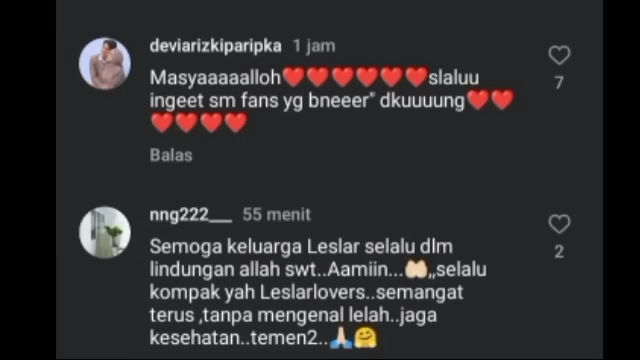 deviarizkiparipka 1 jam
Masyaaaaalloh❤️❤️❤️❤️❤️❤️slaluu
ingeet sm fans yg bneeer" dkuuuung❤️❤️
❤️❤️❤️❤️
7
Balas
nng222___ 55 menit
Semoga keluarga Leslar selalu dlm
lindungan allah swt..Aamiin...🤲🏻,,selalu
kompak yah Leslarlovers..semangat
terus ,tanpa mengenal lelah..jaga
kesehatan..temen2..🙏🏻🤗
2